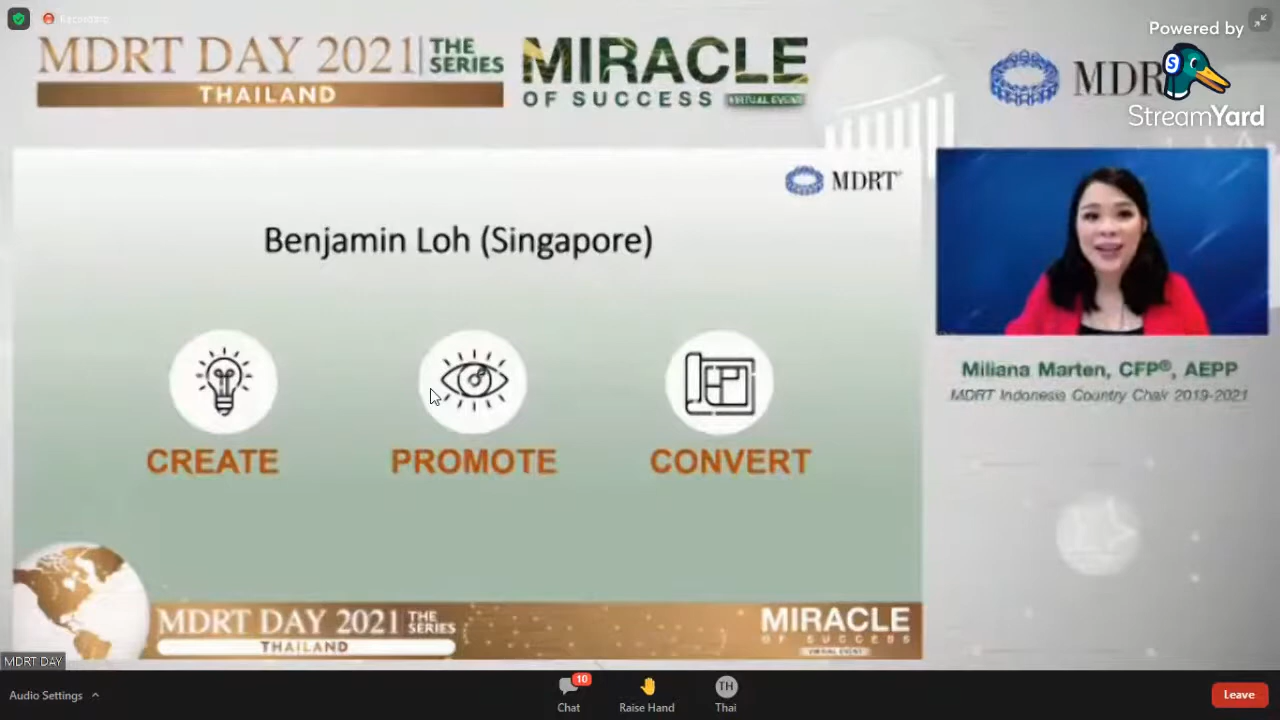 Recording
MDRT DAY 2021 THE SERIES
THAILAND
MIRACLE
OF SUCCESS VIRTUAL EVENT
Powered by
MDRT
StreamYard
MDRT
Benjamin Loh (Singapore)
CREATE PROMOTE CONVERT
Miliana Marten, CFP®, AEPP
MDRT Indonesia Country Chair 2019-2021
MDRT DAY 2021 THE SERIES
THAILAND
MIRACLE
OF SUCCESS
VIRTUAL EVENT
MDRT DAY
Audio Settings
10
Chat
Raise Hand
TH
Thai
Leave